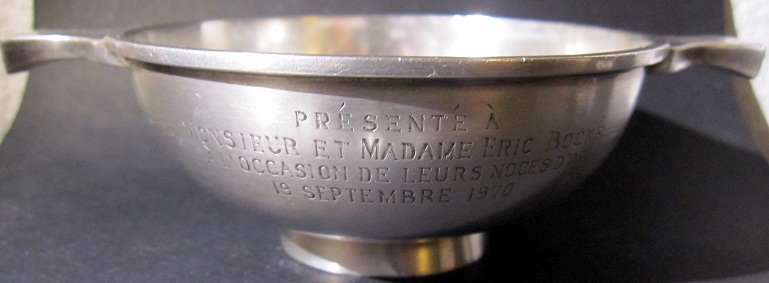 PRÉSENTÉ À
MONSIEUR ET MADAME ERIC
L'OCCASION DE LEURS NOCES
19 SEPTEMBRE 1970